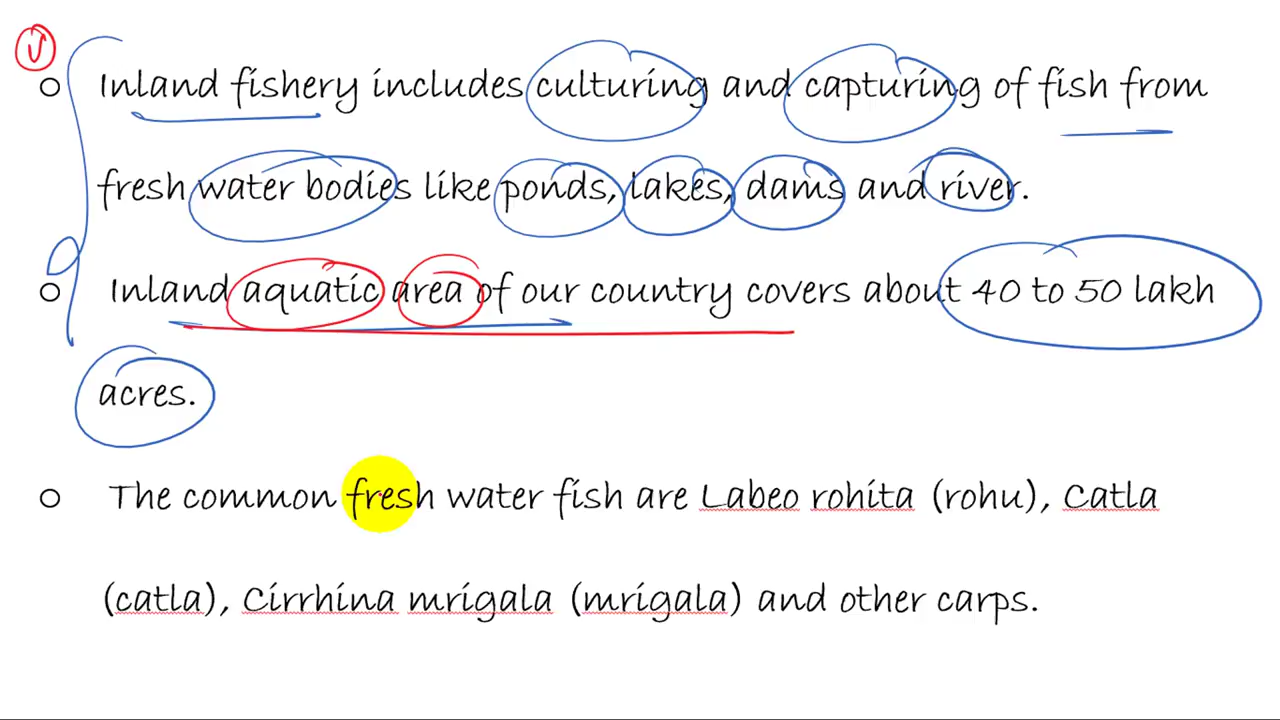 Inland fishery includes culturing and capturing of fish from
fresh water bodies like ponds, lakes, dams and river.
Inland aquatic area of our country covers about 40 to 50 lakh
acres.
The common fresh water fish are Labeo rohita (rohu), Catla
(catla), Cirrhina mrigala (mrigala) and other carps.